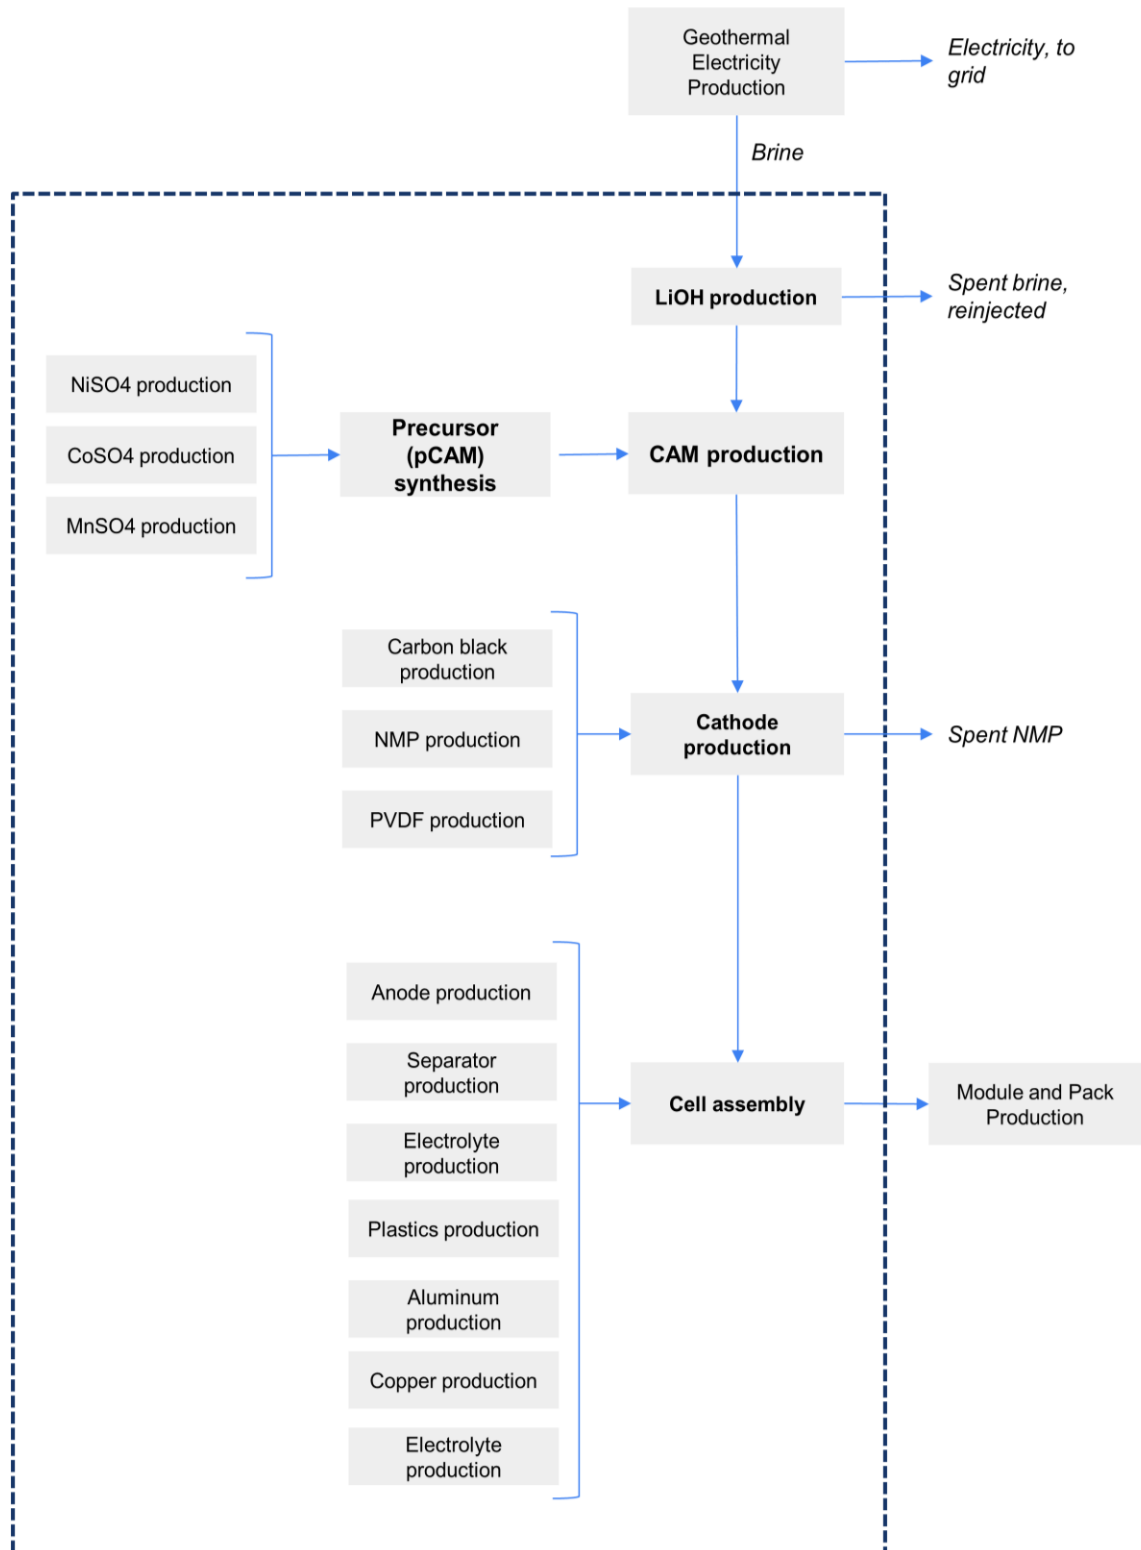 Geothermal
Electricity
Production
Electricity, to
grid
Brine
LiOH production
Spent brine,
reinjected
NiSO4 production
CoSO4 production
MnSO4 production
Precursor
(pCAM)
synthesis
CAM production
Carbon black
production
NMP production
PVDF production
Cathode
production
Spent NMP
Anode production
Separator
production
Electrolyte
production
Plastics production
Aluminum
production
Copper production
Electrolyte
production
Cell assembly
Module and Pack
Production